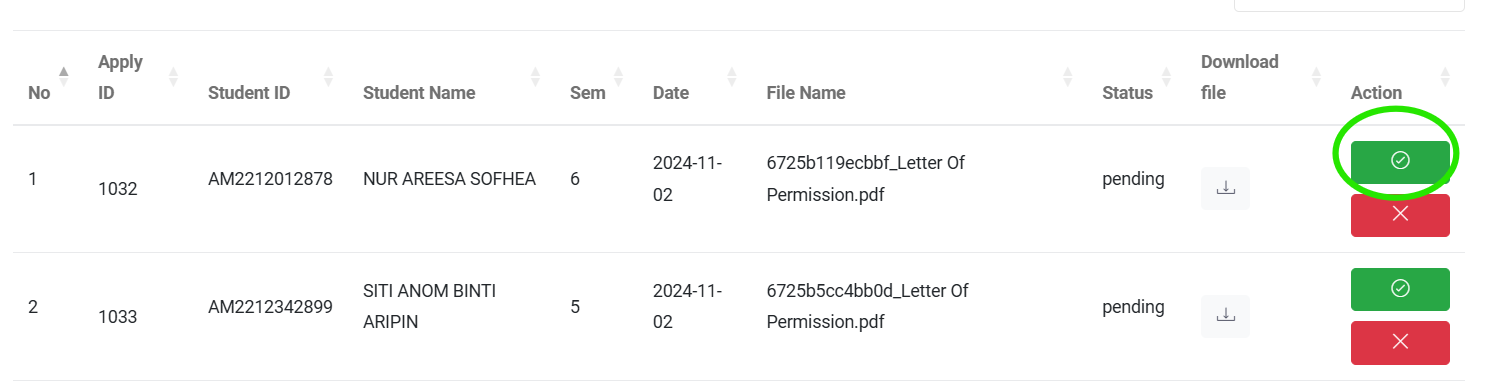 No Apply ID Student ID Student Name Sem Date File Name Status Download file Action
1 1032 AM2212012878 NUR AREESA SOFHEA 6 2024-11-02 6725b119ecbbf_Letter Of Permission.pdf pending
2 1033 AM2212342899 SITI ANOM BINTI ARIPIN 5 2024-11-02 6725b5cc4bb0d_Letter Of Permission.pdf pending